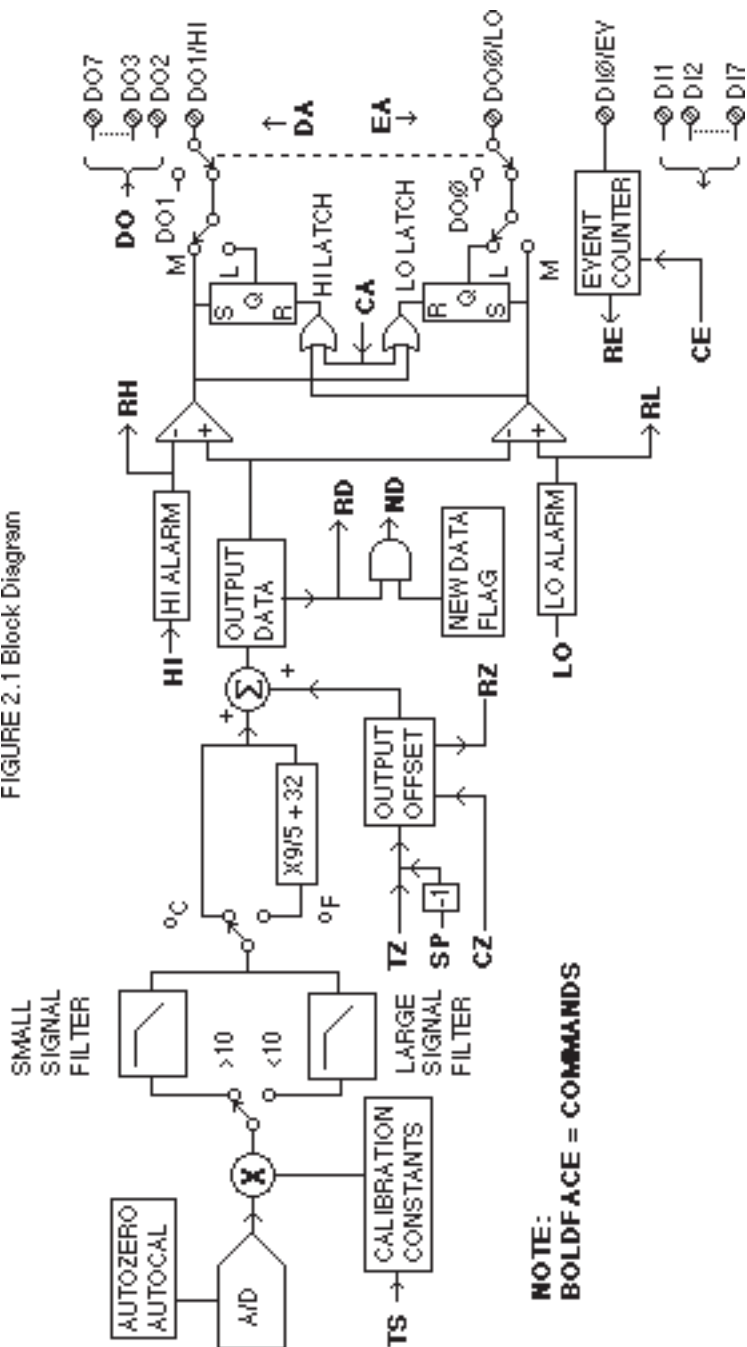 FIGURE 2.1 Block Diagram
AUTOZERO
AUTOCAL
A/D
TS
CALIBRATION
CONSTANTS
X
SMALL
SIGNAL
FILTER
>10
<10
LARGE
SIGNAL
FILTER
°C
°F
X9/5 + 32
TZ
SP
-1
CZ
OUTPUT
OFFSET
RZ
+
Σ
+
OUTPUT
DATA
RD
ND
NEW DATA
FLAG
HI
HI ALARM
RH
LO
LO ALARM
RL
-
+
-
+
M
DO1
L
S
Q
R
HI LATCH
CA
LO LATCH
R
Q
S
L
DOØ
M
DO
DO7
DO3
DO2
DO1/HI
DA
EA
DOØ/LO
EVENT
COUNTER
RE
CE
DIØ/EV
DI1
DI2
DI7
NOTE:
BOLDFACE = COMMANDS